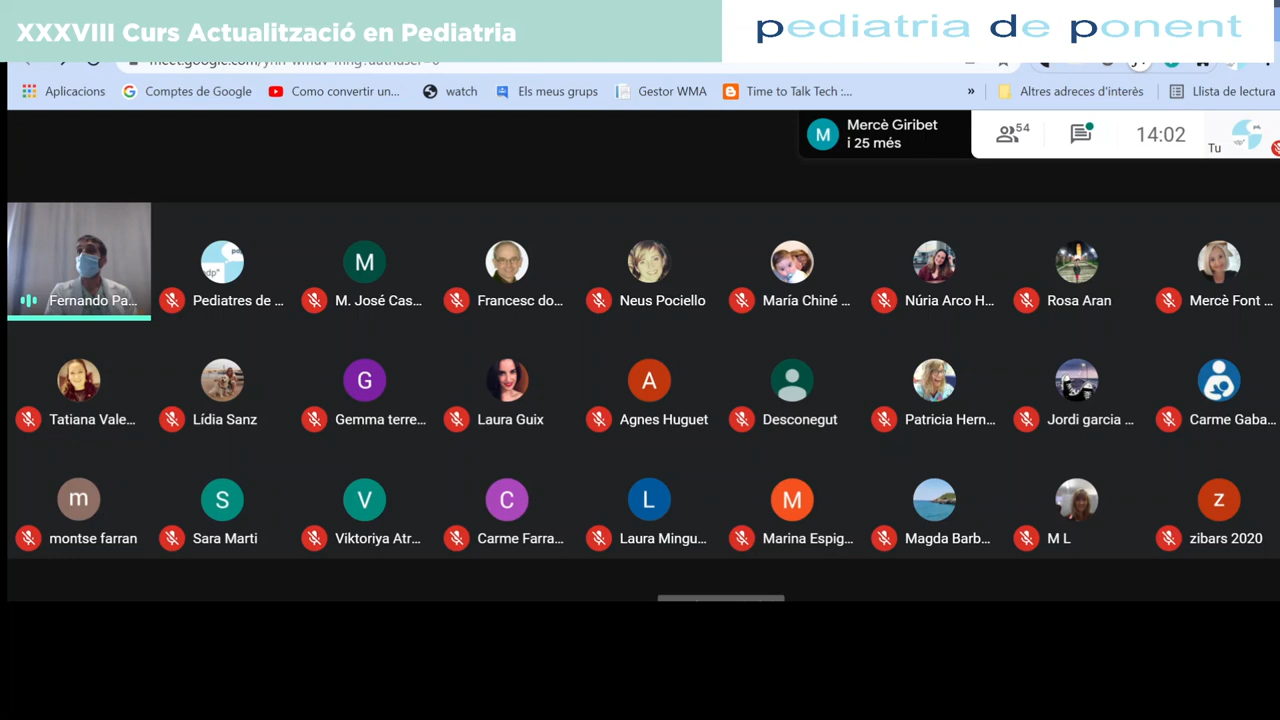 XXXVIII Curs Actualització en Pediatria
pediatria de ponent
Aplicacions
Comptes de Google
Como convertir un...
watch
Els meus grups
Gestor WMA
Time to Talk Tech :...
»
Altres adreces d'interès
Llista de lectura
M
Mercè Giribet
i 25 més
54
14:02
Tu
Fernando Pa...
Pediatres de ...
M
M. José Cas...
Francesc do...
Neus Pociello
María Chiné ...
Núria Arco H...
Rosa Aran
Mercè Font ...
Tatiana Vale...
Lídia Sanz
G
Gemma terre...
Laura Guix
A
Agnes Huguet
Desconegut
Patricia Hern...
Jordi garcia ...
Carme Gaba...
m
montse farran
S
Sara Marti
V
Viktoriya Atr...
C
Carme Farra...
L
Laura Mingu...
M
Marina Espig...
Magda Barb...
M L
z
zibars 2020